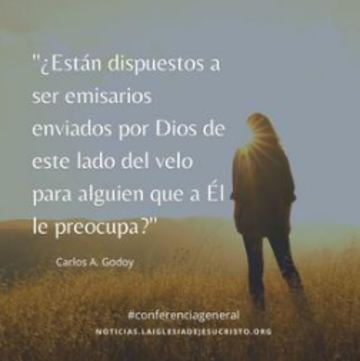 "¿Están dispuestos a
ser emisarios
enviados por Dios de
este lado del velo
para alguien que a Él
le preocupa?"
Carlos A. Godoy
#conferenciageneral
NOTICIAS.LAIGLESIADEJESUCRISTO.ORG